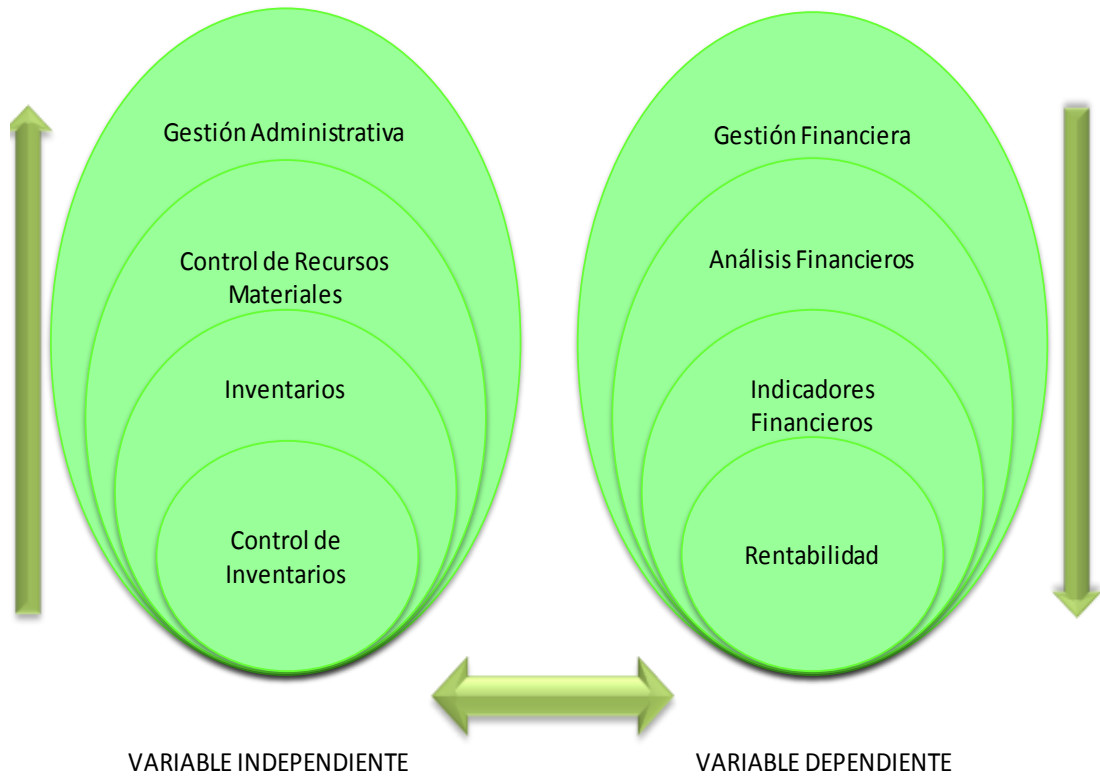 Gestión Administrativa
Control de Recursos
Materiales
Inventarios
Control de
Inventarios
Gestión Financiera
Análisis Financieros
Indicadores
Financieros
Rentabilidad
VARIABLE INDEPENDIENTE
VARIABLE DEPENDIENTE